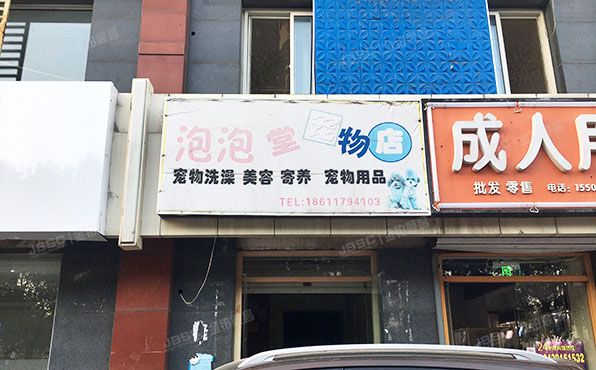 泡泡堂宠物店
宠物洗澡 美容 寄养 宠物用品
TEL:18611794103
成人用
批发 零售 电话:1550
24